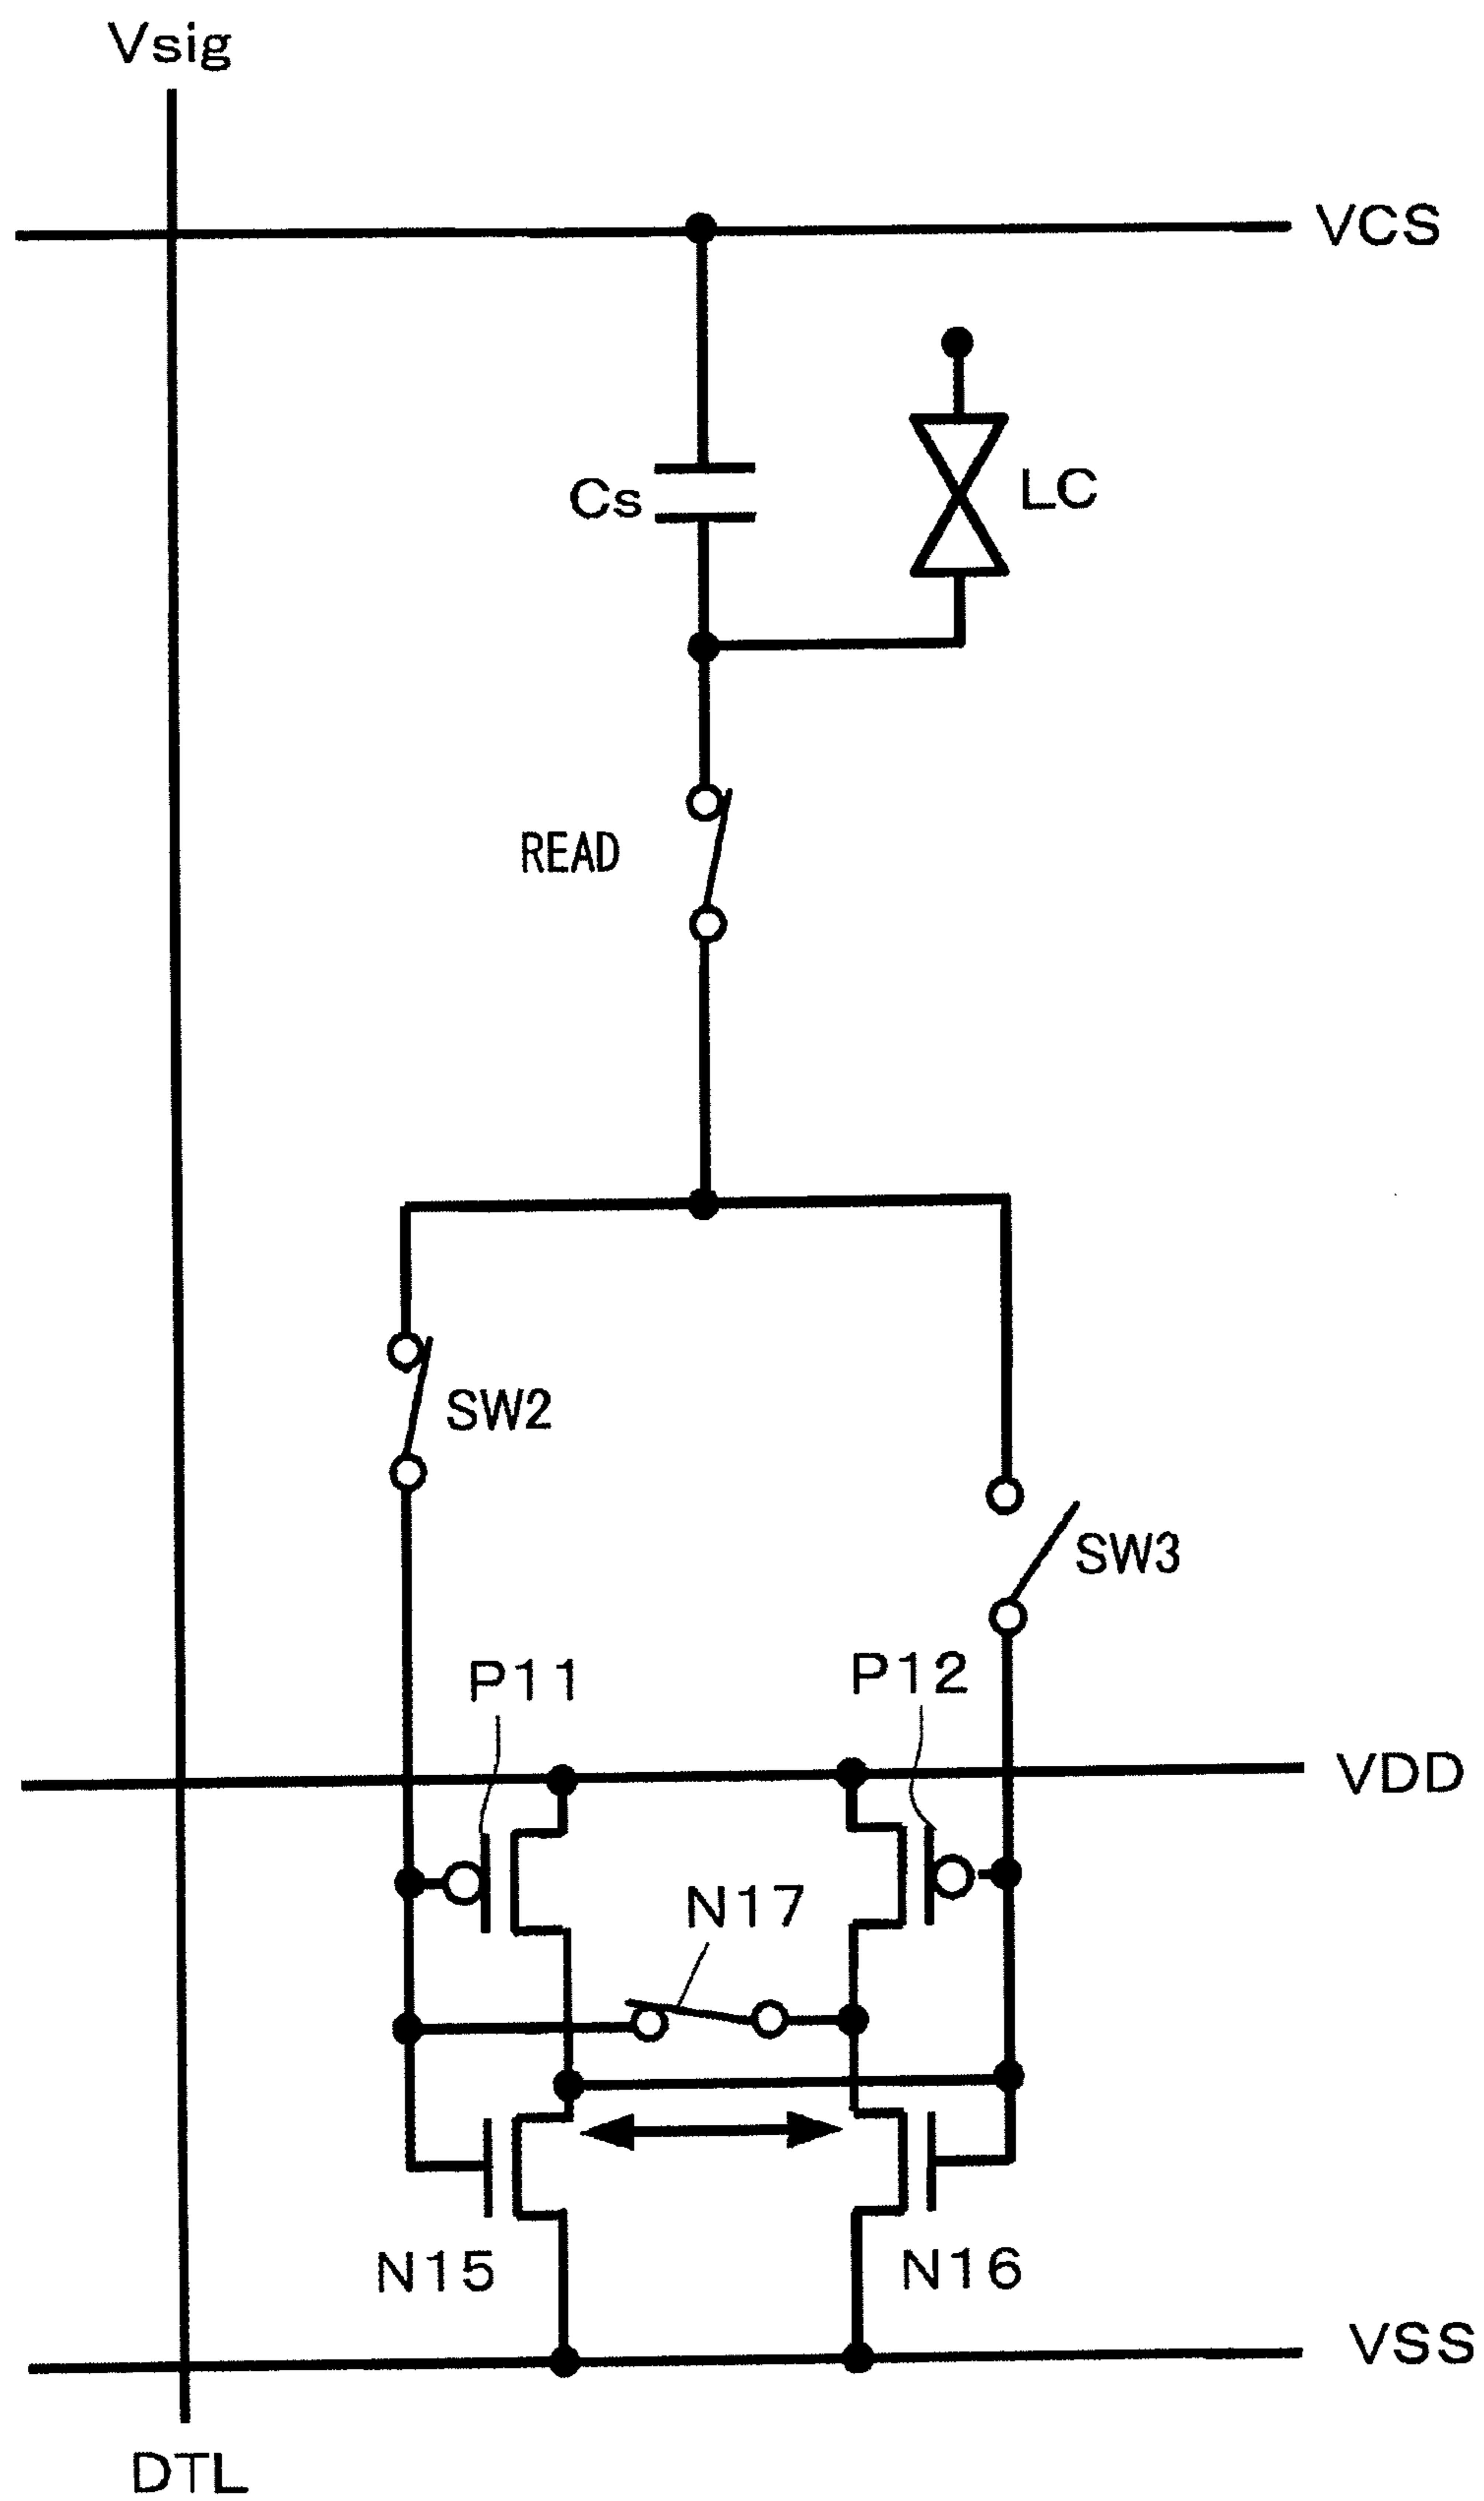 Vsig
VCS
Cs
LC
READ
SW2
SW3
P11
P12
VDD
N17
N15
N16
VSS
DTL